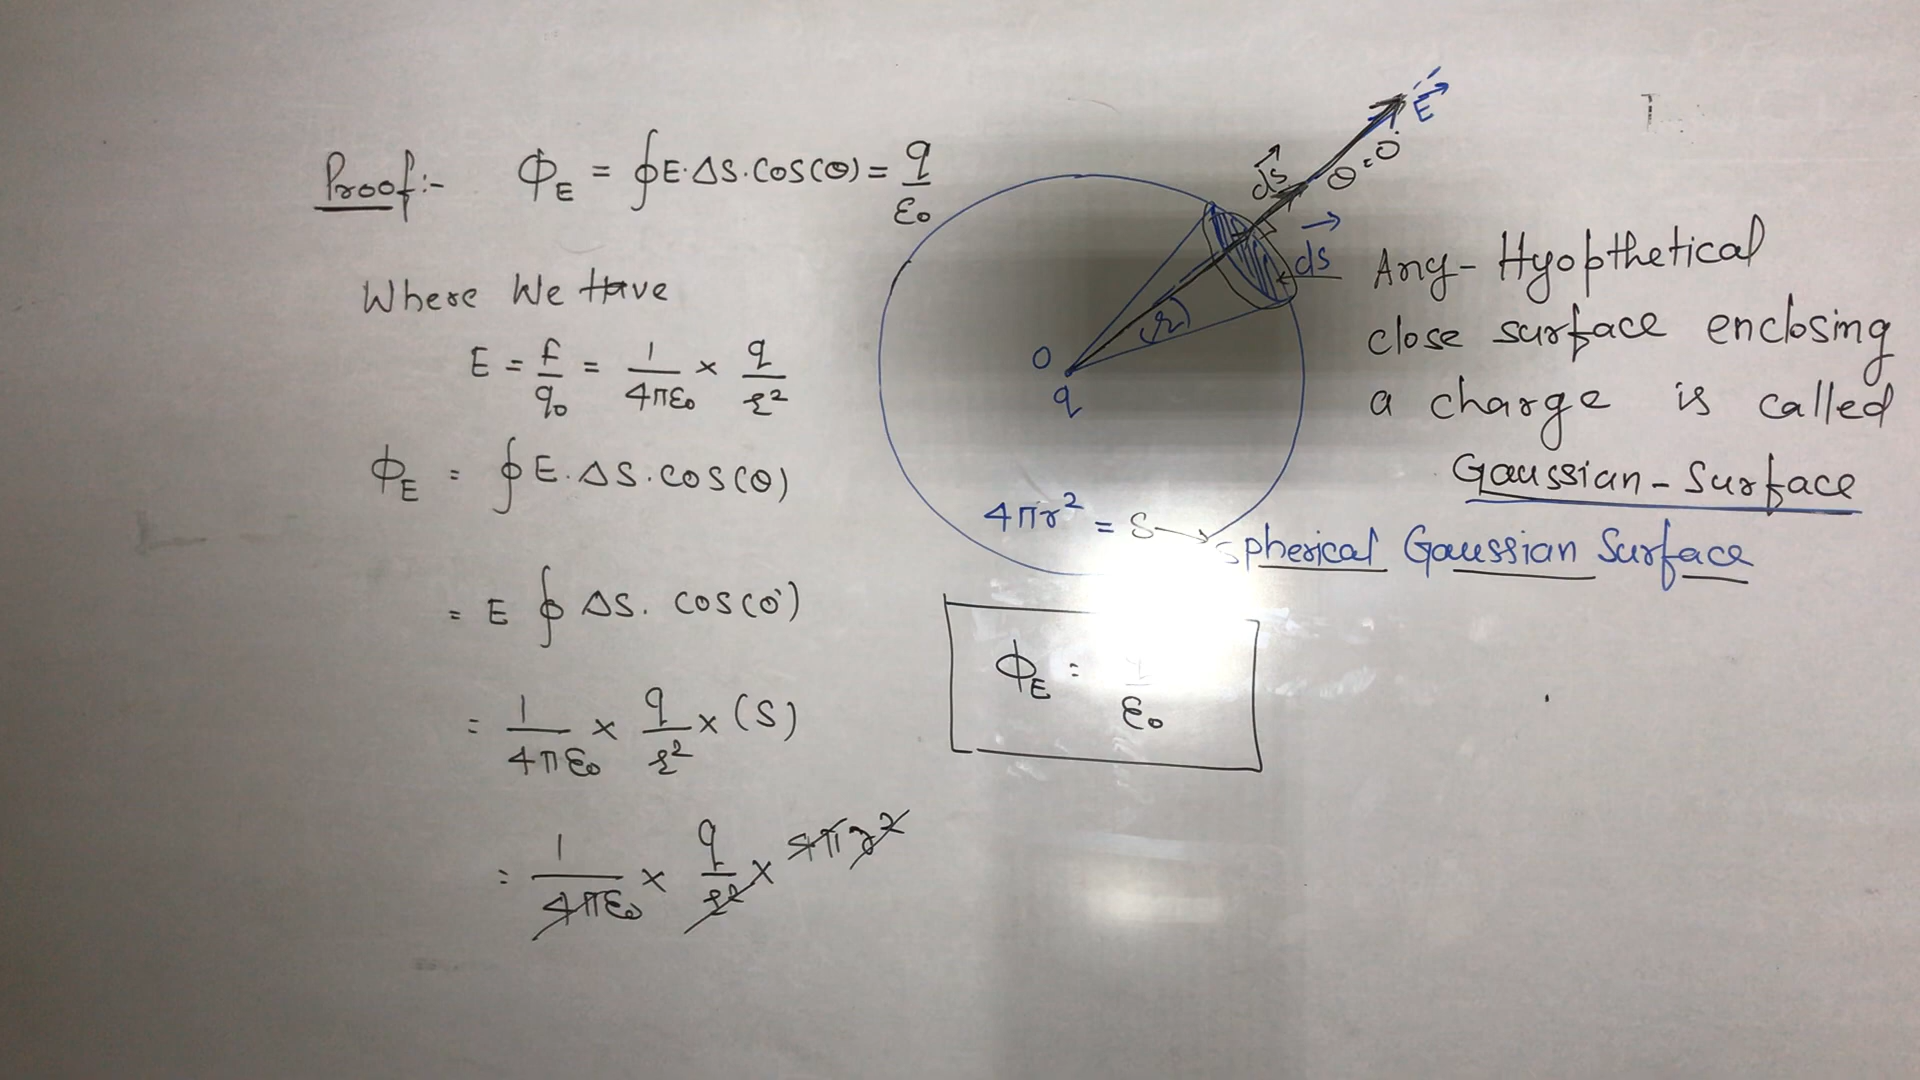 Proof:- ΦE = ∮E·ΔS·cos(θ) = q/ε₀
Where We Have
E = f/q₀ = 1/4πε₀ × q/r²
ΦE = ∮E·ΔS·cos(θ)
= E ∮ ΔS. cos(0°)
= 1/4πε₀ × q/r² × (S)
= 1/4πε₀ × q/r² × 4πr²
E
θ=0°
ds
ds
(r)
O
q
4πr² = S → Spherical Gaussian Surface
Any-Hyopthetical
close surface enclosing
a charge is called
Gaussian-Surface
ΦE = q/ε₀